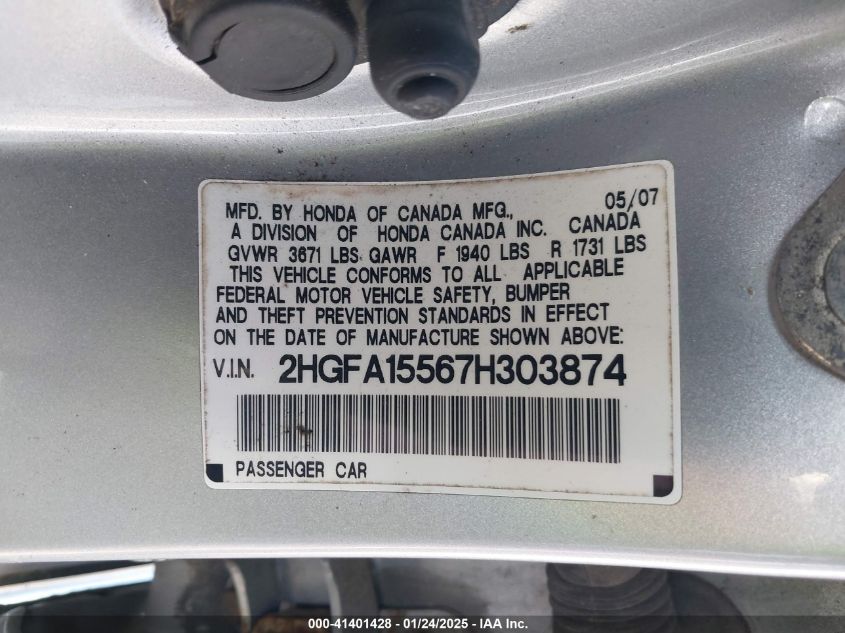 05/07
MFD. BY HONDA OF CANADA MFG.,
A DIVISION OF HONDA CANADA INC. CANADA
GVWR 3671 LBS GAWR F 1940 LBS R 1731 LBS
THIS VEHICLE CONFORMS TO ALL APPLICABLE
FEDERAL MOTOR VEHICLE SAFETY, BUMPER
AND THEFT PREVENTION STANDARDS IN EFFECT
ON THE DATE OF MANUFACTURE SHOWN ABOVE:
V.I.N. 2HGFA15567H303874
PASSENGER CAR
000-41401428 - 01/24/2025 - IAA Inc.